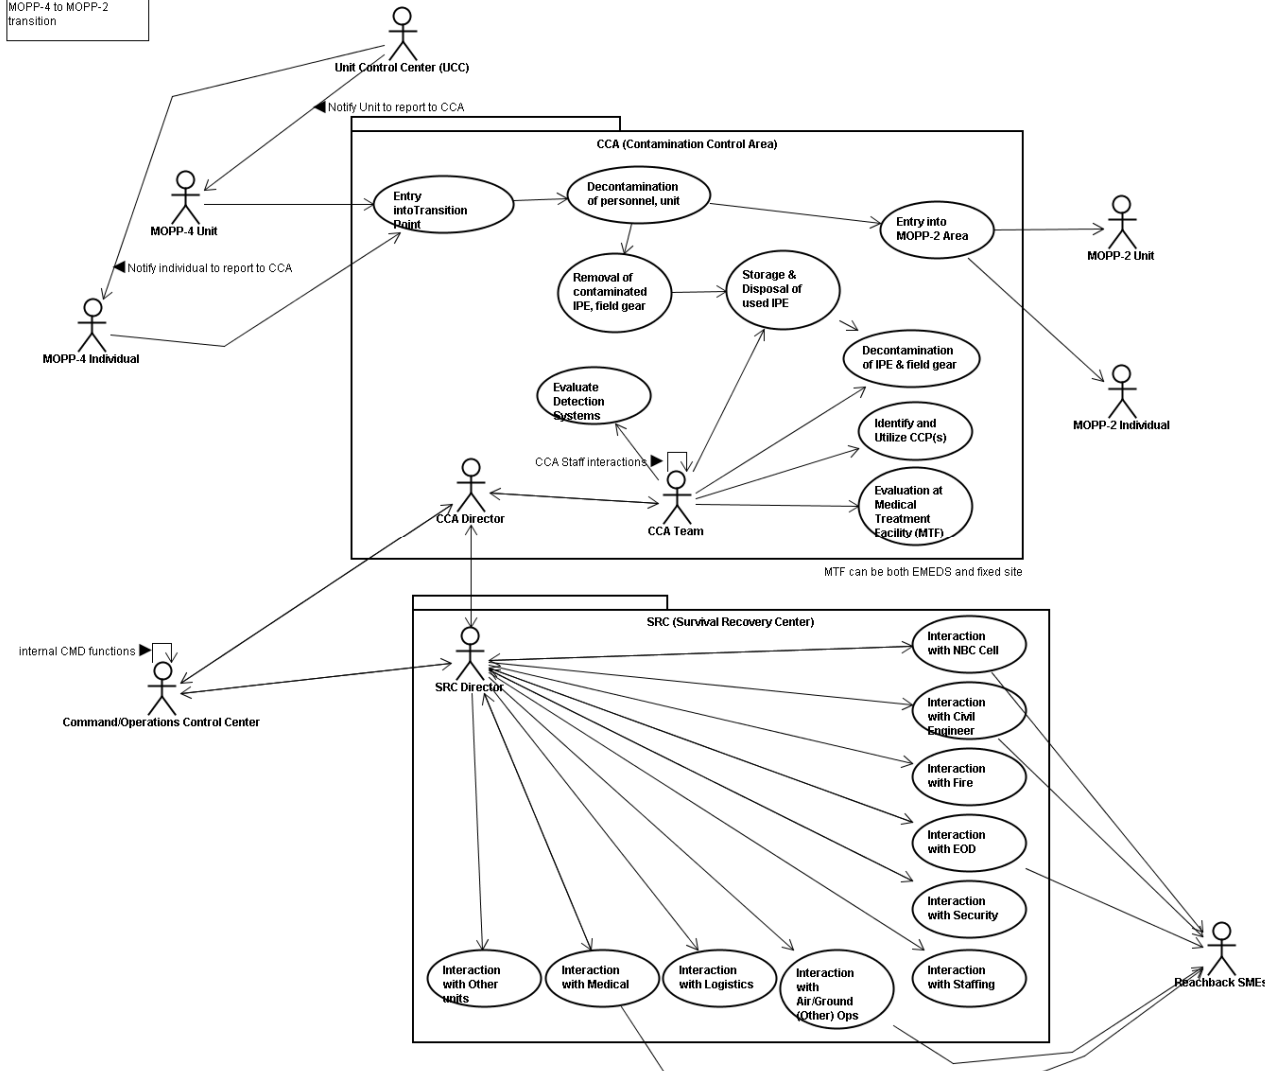 MOPP-4 to MOPP-2
transition
Unit Control Center (UCC)
Notify Unit to report to CCA
CCA (Contamination Control Area)
Entry
intoTransition
Point
Decontamination
of personnel, unit
Entry into
MOPP-2 Area
MOPP-4 Unit
MOPP-2 Unit
Notify individual to report to CCA
Removal of
contaminated
IPE, field gear
Storage &
Disposal of
used IPE
MOPP-4 Individual
Decontamination
of IPE & field gear
Evaluate
Detection
Systems
Identify and
Utilize CCP(s)
MOPP-2 Individual
CCA Staff interactions
CCA Director
CCA Team
Evaluation at
Medical
Treatment
Facility (MTF)
MTF can be both EMEDS and fixed site
SRC (Survival Recovery Center)
internal CMD functions
Command/Operations Control Center
SRC Director
Interaction
with NBC Cell
Interaction
with Civil
Engineer
Interaction
with Fire
Interaction
with EOD
Interaction
with Security
Interaction
with Other
units
Interaction
with Medical
Interaction
with Logistics
Interaction
with
Air/Ground
(Other) Ops
Interaction
with Staffing
Reachback SMEs